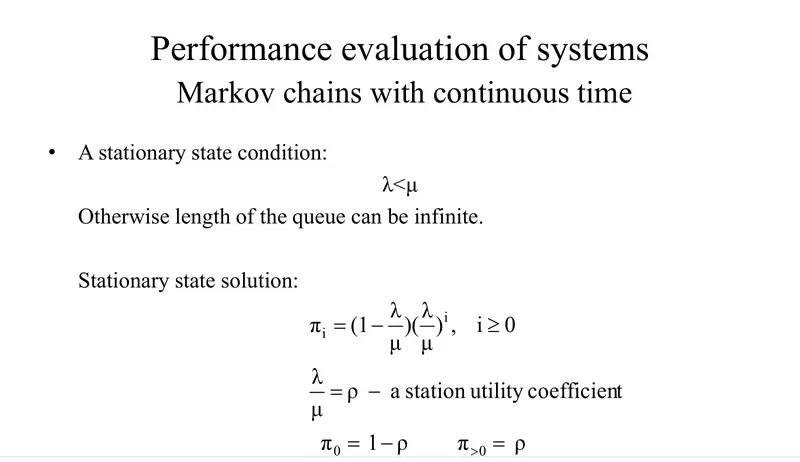 Performance evaluation of systems
Markov chains with continuous time
• A stationary state condition:
λ<μ
Otherwise length of the queue can be infinite.
Stationary state solution:
πᵢ = (1 − λ/μ)(λ/μ)ⁱ, i ≥ 0
λ/μ = ρ − a station utility coefficient
π₀ = 1 − ρ π>₀ = ρ